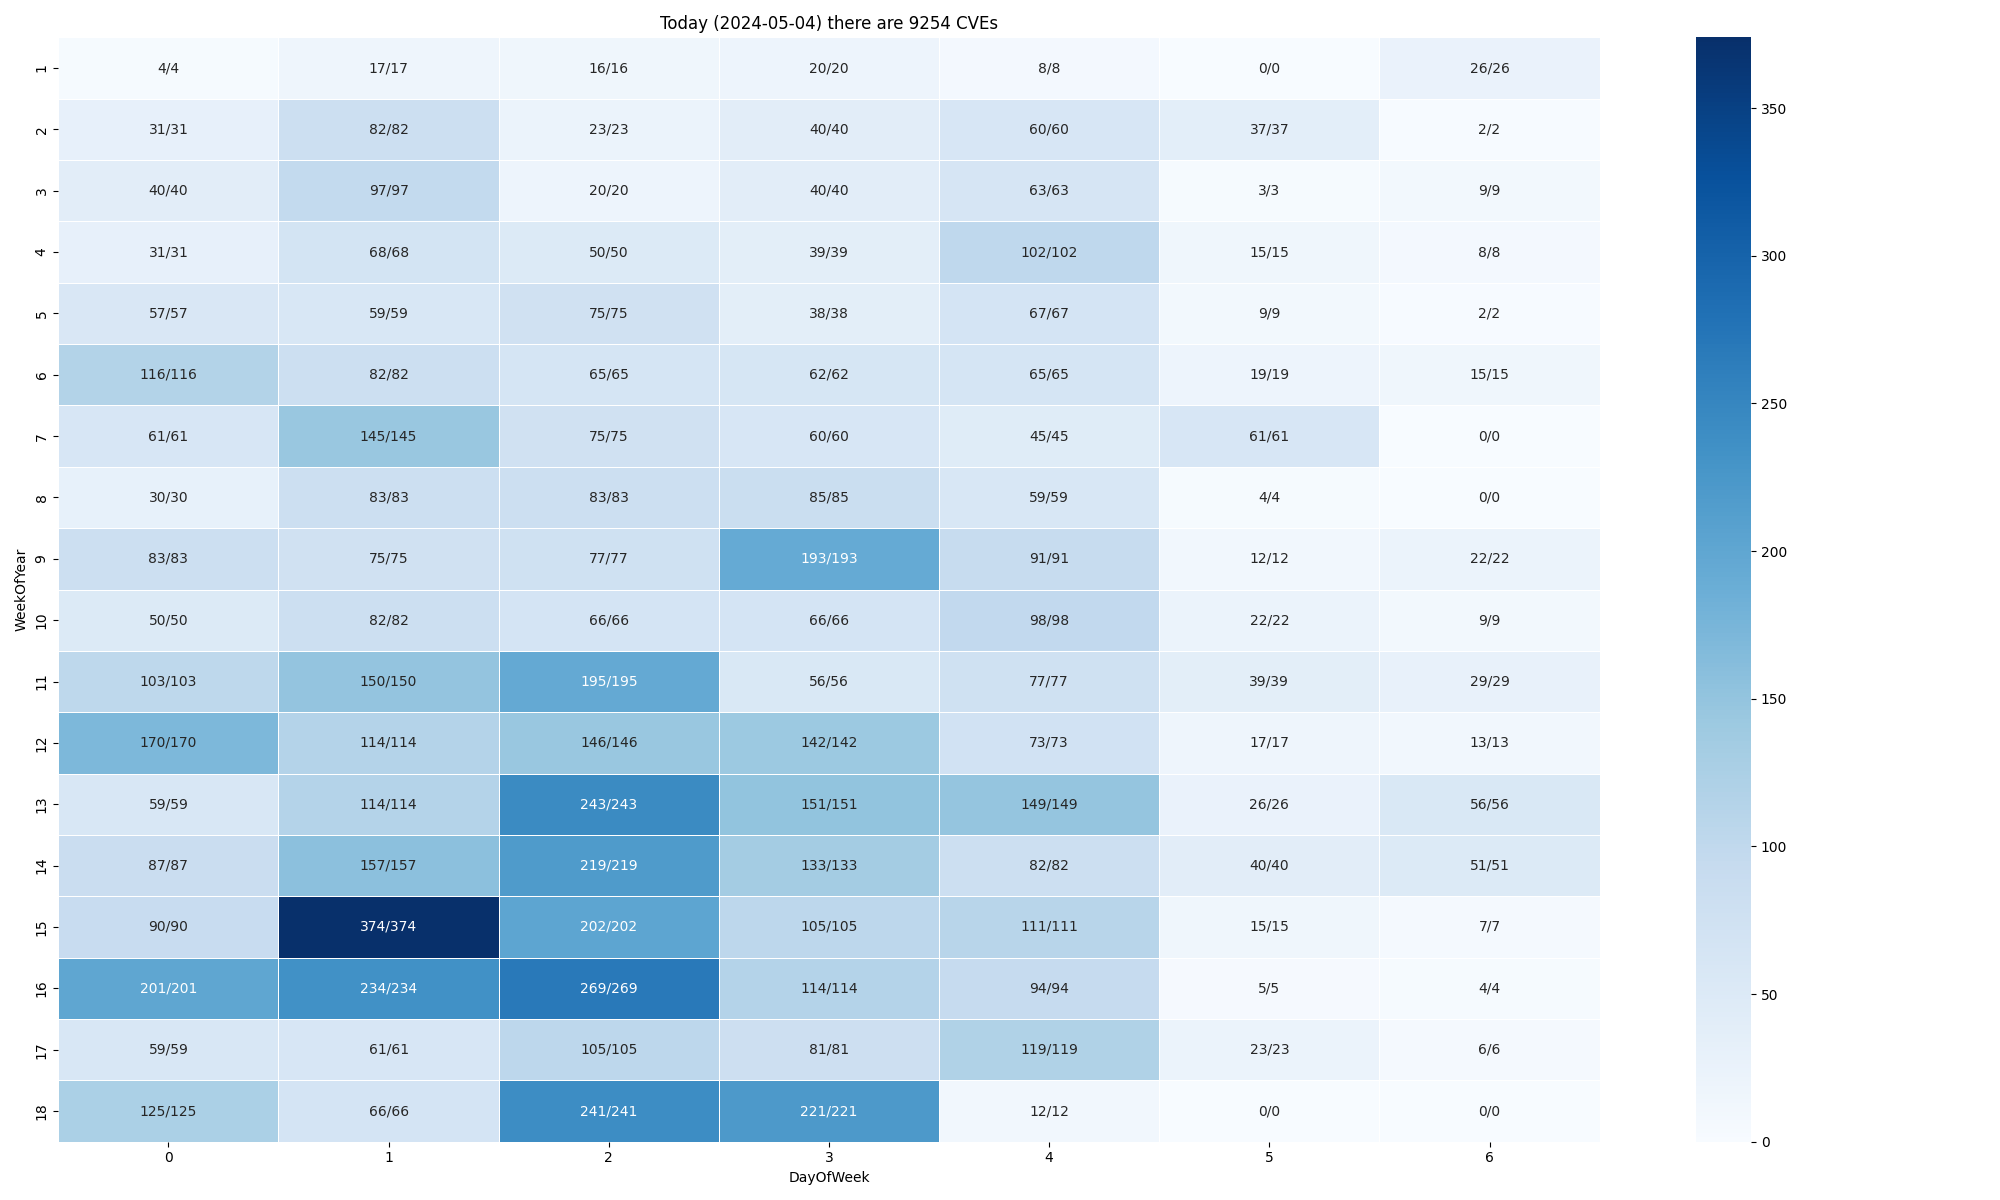 Today (2024-05-04) there are 9254 CVEs
1 4/4 17/17 16/16 20/20 8/8 0/0 26/26
2 31/31 82/82 23/23 40/40 60/60 37/37 2/2
3 40/40 97/97 20/20 40/40 63/63 3/3 9/9
4 31/31 68/68 50/50 39/39 102/102 15/15 8/8
5 57/57 59/59 75/75 38/38 67/67 9/9 2/2
6 116/116 82/82 65/65 62/62 65/65 19/19 15/15
7 61/61 145/145 75/75 60/60 45/45 61/61 0/0
8 30/30 83/83 83/83 85/85 59/59 4/4 0/0
9 83/83 75/75 77/77 193/193 91/91 12/12 22/22
10 50/50 82/82 66/66 66/66 98/98 22/22 9/9
11 103/103 150/150 195/195 56/56 77/77 39/39 29/29
12 170/170 114/114 146/146 142/142 73/73 17/17 13/13
13 59/59 114/114 243/243 151/151 149/149 26/26 56/56
14 87/87 157/157 219/219 133/133 82/82 40/40 51/51
15 90/90 374/374 202/202 105/105 111/111 15/15 7/7
16 201/201 234/234 269/269 114/114 94/94 5/5 4/4
17 59/59 61/61 105/105 81/81 119/119 23/23 6/6
18 125/125 66/66 241/241 221/221 12/12 0/0 0/0
0 1 2 3 4 5 6
DayOfWeek
WeekOfYear
350
300
250
200
150
100
50
0